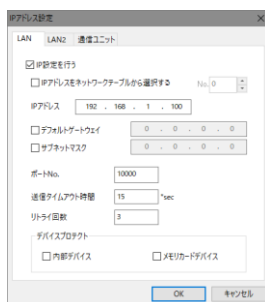 IPアドレス設定
LAN LAN2 通信ユニット
IP設定を行う
IPアドレスをネットワークテーブルから選択する No. 0
IPアドレス 192 . 168 . 1 . 100
デフォルトゲートウェイ 0 . 0 . 0 . 0
サブネットマスク 0 . 0 . 0 . 0
ポートNo. 10000
送信タイムアウト時間 15 *sec
リトライ回数 3
デバイスプロテクト
内部デバイス メモリカードデバイス
OK キャンセル